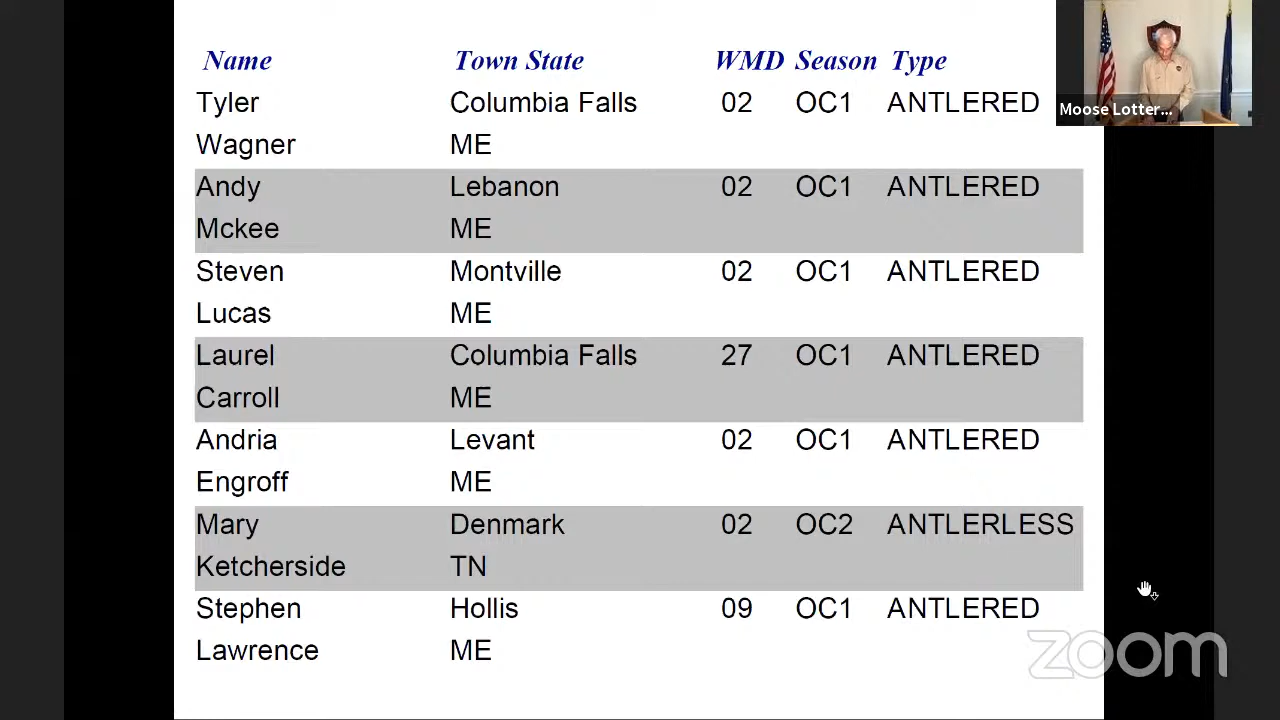 Name Town State WMD Season Type
Tyler Columbia Falls 02 OC1 ANTLERED
Wagner ME
Andy Lebanon 02 OC1 ANTLERED
Mckee ME
Steven Montville 02 OC1 ANTLERED
Lucas ME
Laurel Columbia Falls 27 OC1 ANTLERED
Carroll ME
Andria Levant 02 OC1 ANTLERED
Engroff ME
Mary Denmark 02 OC2 ANTLERLESS
Ketcherside TN
Stephen Hollis 09 OC1 ANTLERED
Lawrence ME
Moose Lotter...
zoom